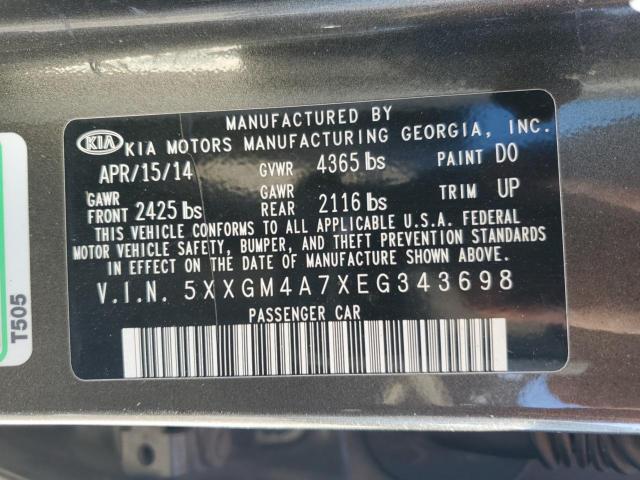 MANUFACTURED BY
KIA KIA MOTORS MANUFACTURING GEORGIA, INC.
APR/15/14 GVWR 4365 lbs PAINT DO
GAWR FRONT 2425 lbs GAWR REAR 2116 lbs TRIM UP
THIS VEHICLE CONFORMS TO ALL APPLICABLE U.S.A. FEDERAL
MOTOR VEHICLE SAFETY, BUMPER, AND THEFT PREVENTION STANDARDS
IN EFFECT ON THE DATE OF MANUFACTURE SHOWN ABOVE.
V.I.N. 5XXGM4A7XEG343698
PASSENGER CAR
T505